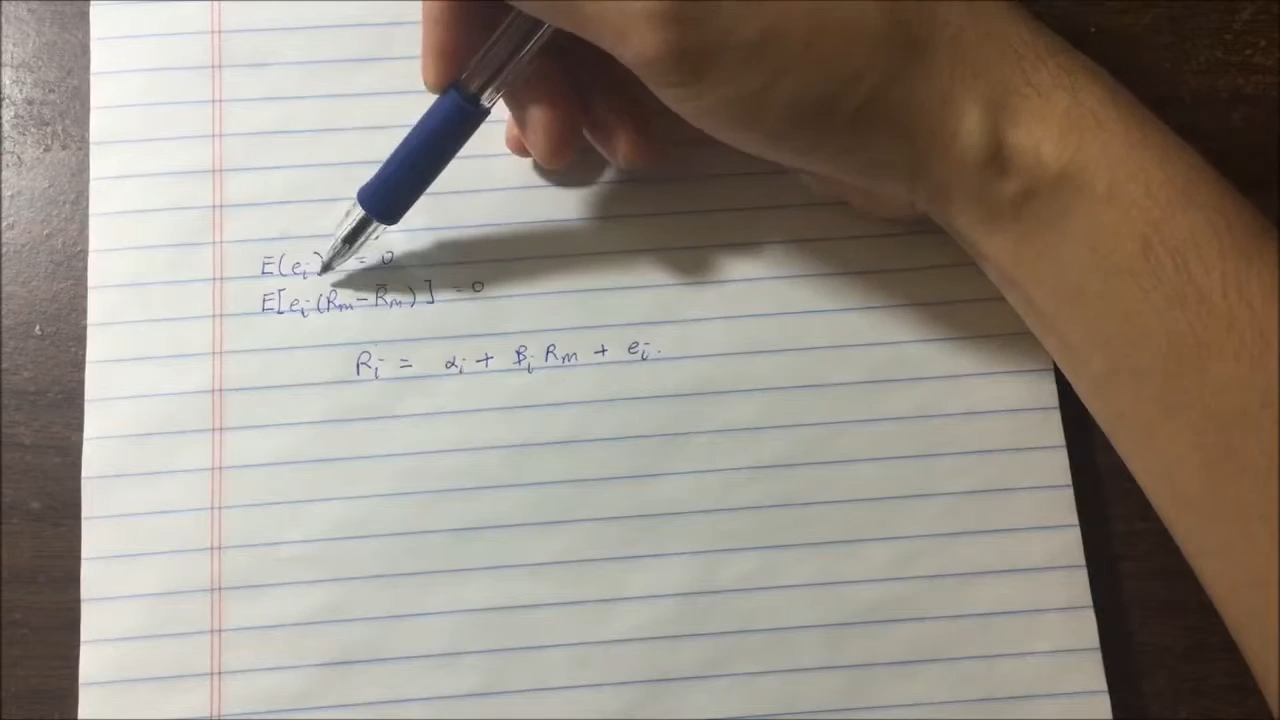 E(eᵢ) = 0
E[eᵢ(Rₘ-R̄ₘ)] = 0
Rᵢ = αᵢ + βᵢ Rₘ + eᵢ.